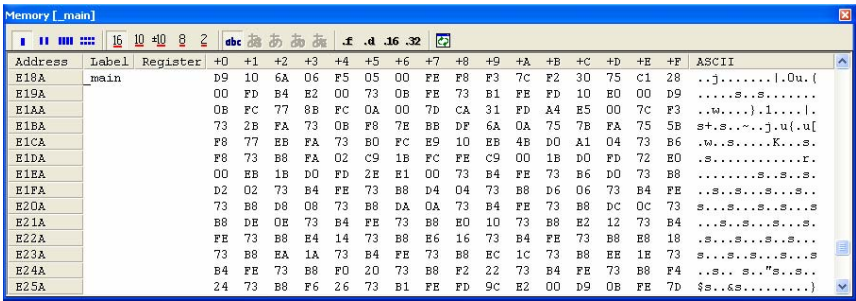 Memory [_main]
16 10 ±10 8 2 abc あ あ あ あ .f .d .16 .32
Address Label Register +0 +1 +2 +3 +4 +5 +6 +7 +8 +9 +A +B +C +D +E +F ASCII
E18A _main D9 10 6A 06 F5 05 00 FE F8 F3 7C F2 30 75 C1 28 ..j.......|.0u.(
E19A 00 FD B4 E2 00 73 0B FE 73 B1 FE FD 10 E0 00 D9 .....s..s.......
E1AA 0B FC 77 8B FC 0A 00 7D CA 31 FD A4 E5 00 7C F3 ..w....}.1....|.
E1BA 73 2B FA 73 0B F8 7E BB DF 6A 0A 75 7B FA 75 5B s+.s..~..j.u{.u[
E1CA F8 77 EB FA 73 B0 FC E9 10 EB 4B D0 A1 04 73 B6 .w..s.....K...s.
E1DA F8 73 B8 FA 02 C9 1B FC FE C9 00 1B D0 FD 72 E0 .s............r.
E1EA 00 EB 1B D0 FD 2E E1 00 73 B4 FE 73 B6 D0 73 B8 ........s..s..s.
E1FA D2 02 73 B4 FE 73 B8 D4 04 73 B8 D6 06 73 B4 FE ..s..s...s...s..
E20A 73 B8 D8 08 73 B8 DA 0A 73 B4 FE 73 B8 DC 0C 73 s...s...s..s...s
E21A B8 DE 0E 73 B4 FE 73 B8 E0 10 73 B8 E2 12 73 B4 ...s..s...s...s.
E22A FE 73 B8 E4 14 73 B8 E6 16 73 B4 FE 73 B8 E8 18 .s...s...s..s...
E23A 73 B8 EA 1A 73 B4 FE 73 B8 EC 1C 73 B8 EE 1E 73 s...s..s...s...s
E24A B4 FE 73 B8 F0 20 73 B8 F2 22 73 B4 FE 73 B8 F4 ..s.. s.."s..s..
E25A 24 73 B8 F6 26 73 B1 FE FD 9C E2 00 D9 0B FE 7D $s..&s.........}